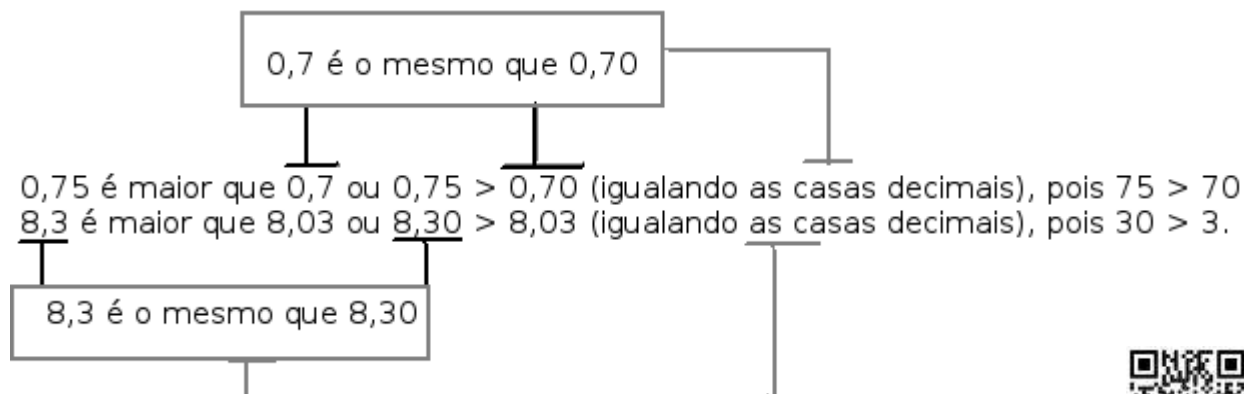 0,7 é o mesmo que 0,70
0,75 é maior que 0,7 ou 0,75 > 0,70 (igualando as casas decimais), pois 75 > 70
8,3 é maior que 8,03 ou 8,30 > 8,03 (igualando as casas decimais), pois 30 > 3.
8,3 é o mesmo que 8,30